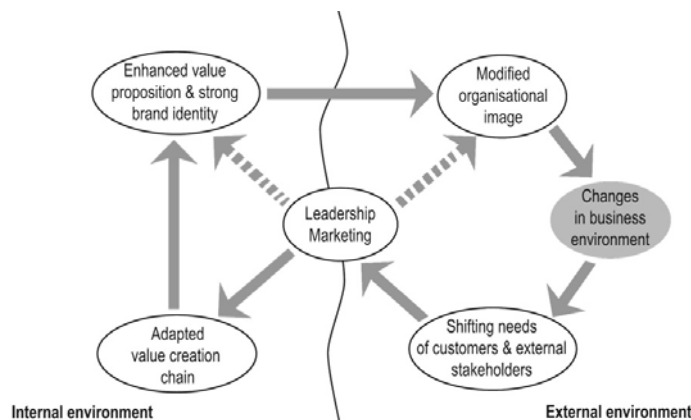 Enhanced value
proposition & strong
brand identity
Modified
organisational
image
Changes
in business
environment
Leadership
Marketing
Adapted
value creation
chain
Shifting needs
of customers & external
stakeholders
Internal environment
External environment